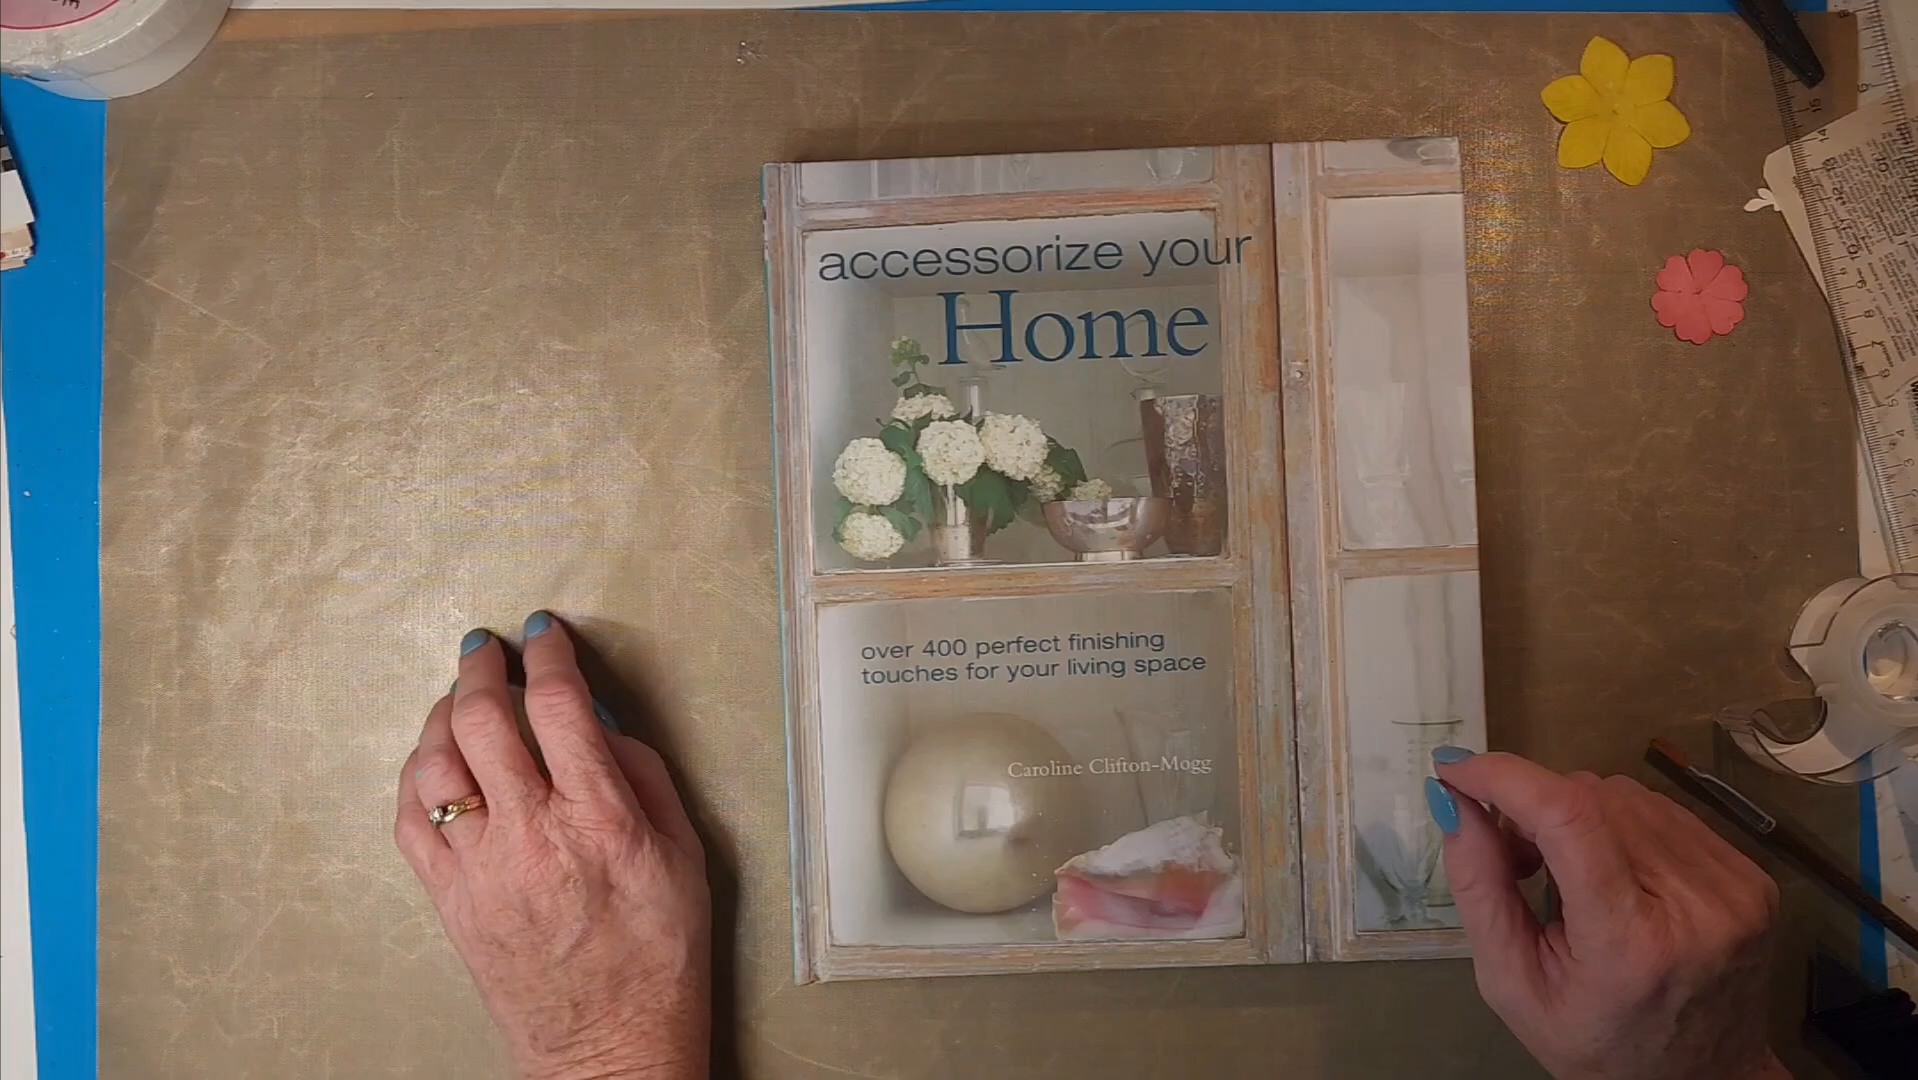 accessorize your
Home
over 400 perfect finishing
touches for your living space
Caroline Clifton-Mogg